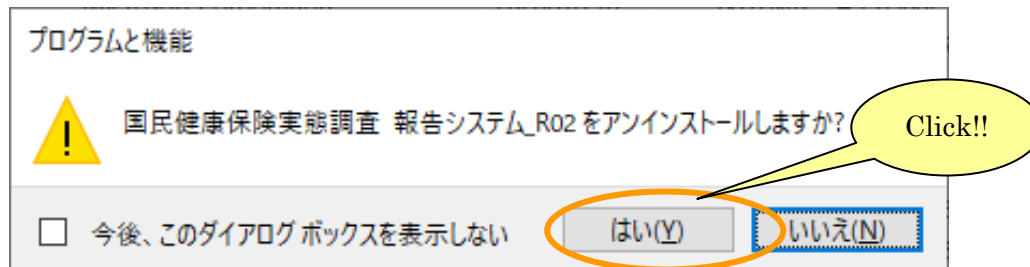 プログラムと機能
国民健康保険実態調査 報告システム_R02 をアンインストールしますか?
Click!!
今後、このダイアログ ボックスを表示しない
はい(Y)
いいえ(N)